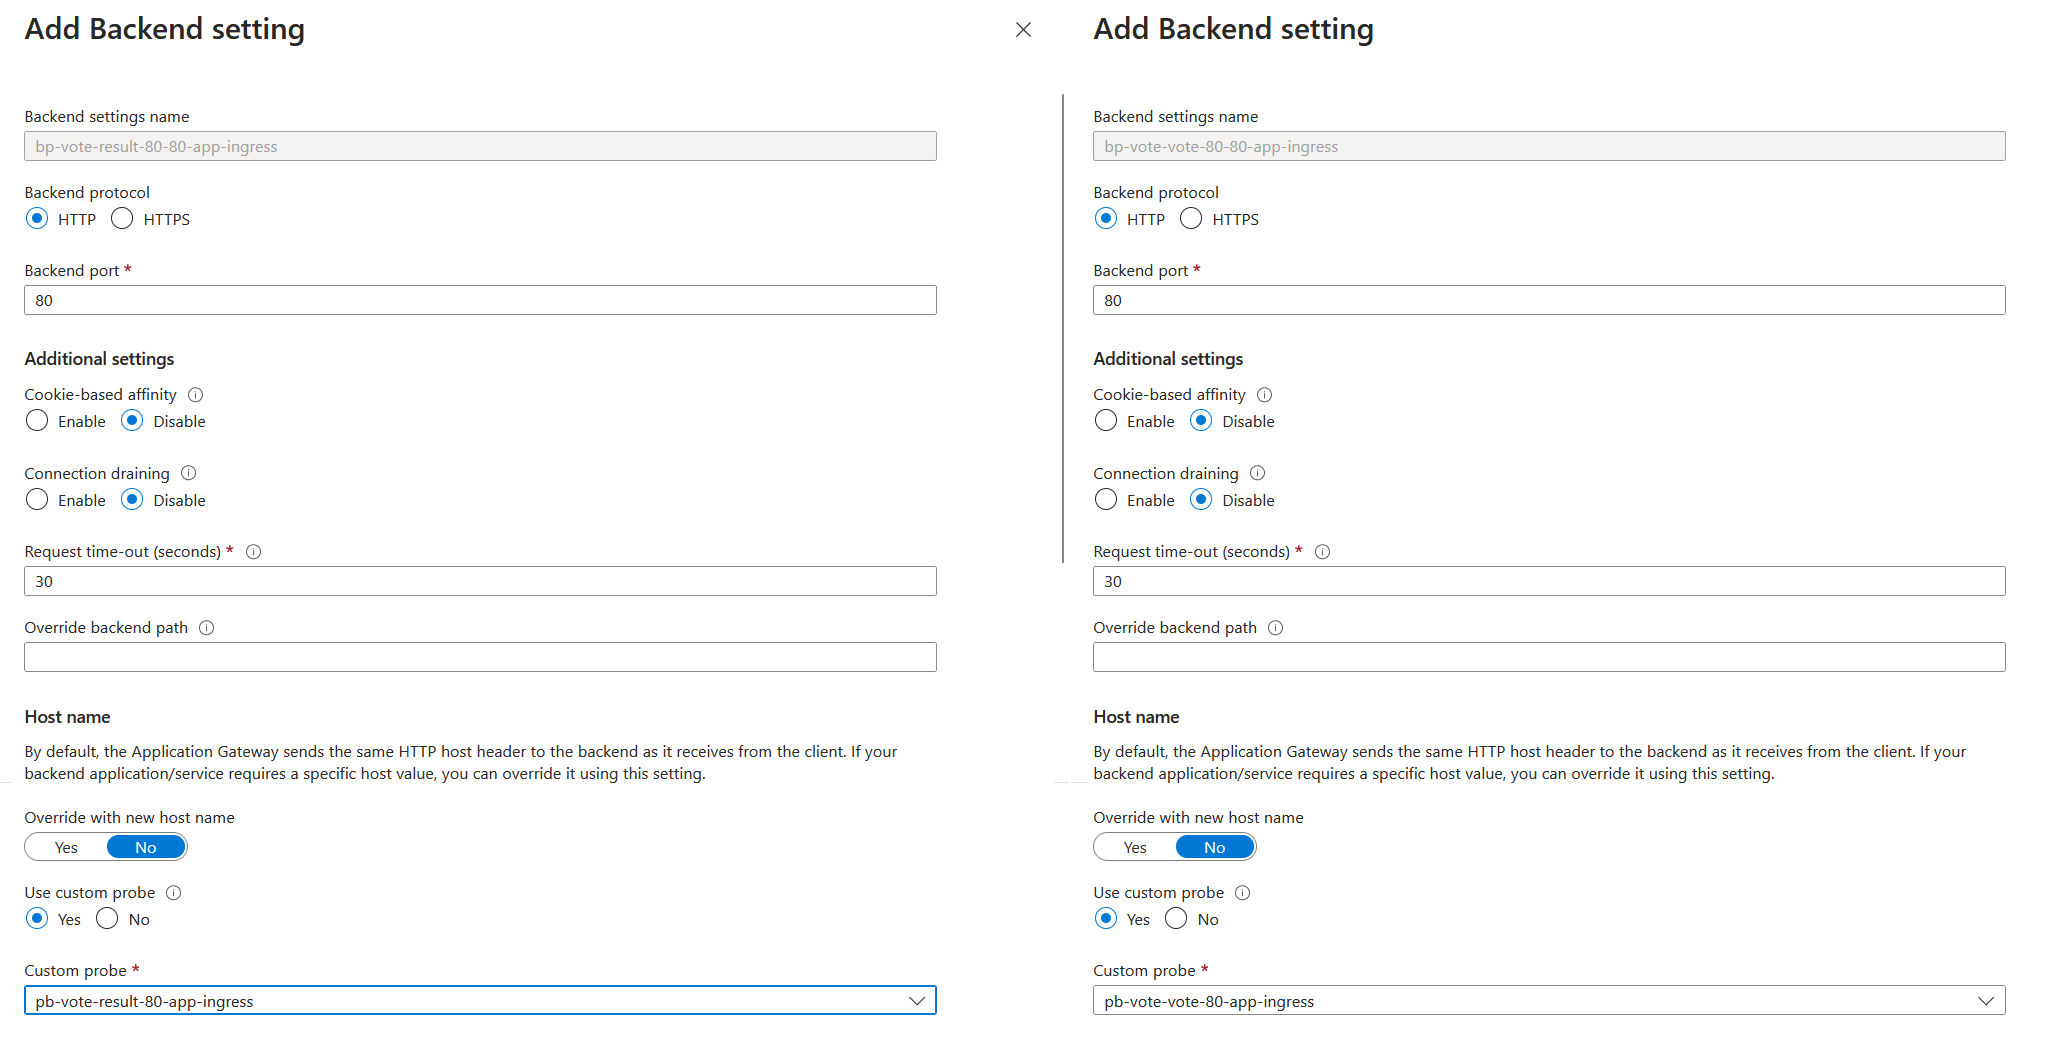 Add Backend setting
Backend settings name
bp-vote-result-80-80-app-ingress
Backend protocol
HTTP HTTPS
Backend port *
80
Additional settings
Cookie-based affinity
Enable Disable
Connection draining
Enable Disable
Request time-out (seconds) *
30
Override backend path
Host name
By default, the Application Gateway sends the same HTTP host header to the backend as it receives from the client. If your
backend application/service requires a specific host value, you can override it using this setting.
Override with new host name
Yes No
Use custom probe
Yes No
Custom probe *
pb-vote-result-80-app-ingress
Add Backend setting
Backend settings name
bp-vote-vote-80-80-app-ingress
Backend protocol
HTTP HTTPS
Backend port *
80
Additional settings
Cookie-based affinity
Enable Disable
Connection draining
Enable Disable
Request time-out (seconds) *
30
Override backend path
Host name
By default, the Application Gateway sends the same HTTP host header to the backend as it receives from the client. If your
backend application/service requires a specific host value, you can override it using this setting.
Override with new host name
Yes No
Use custom probe
Yes No
Custom probe *
pb-vote-vote-80-app-ingress